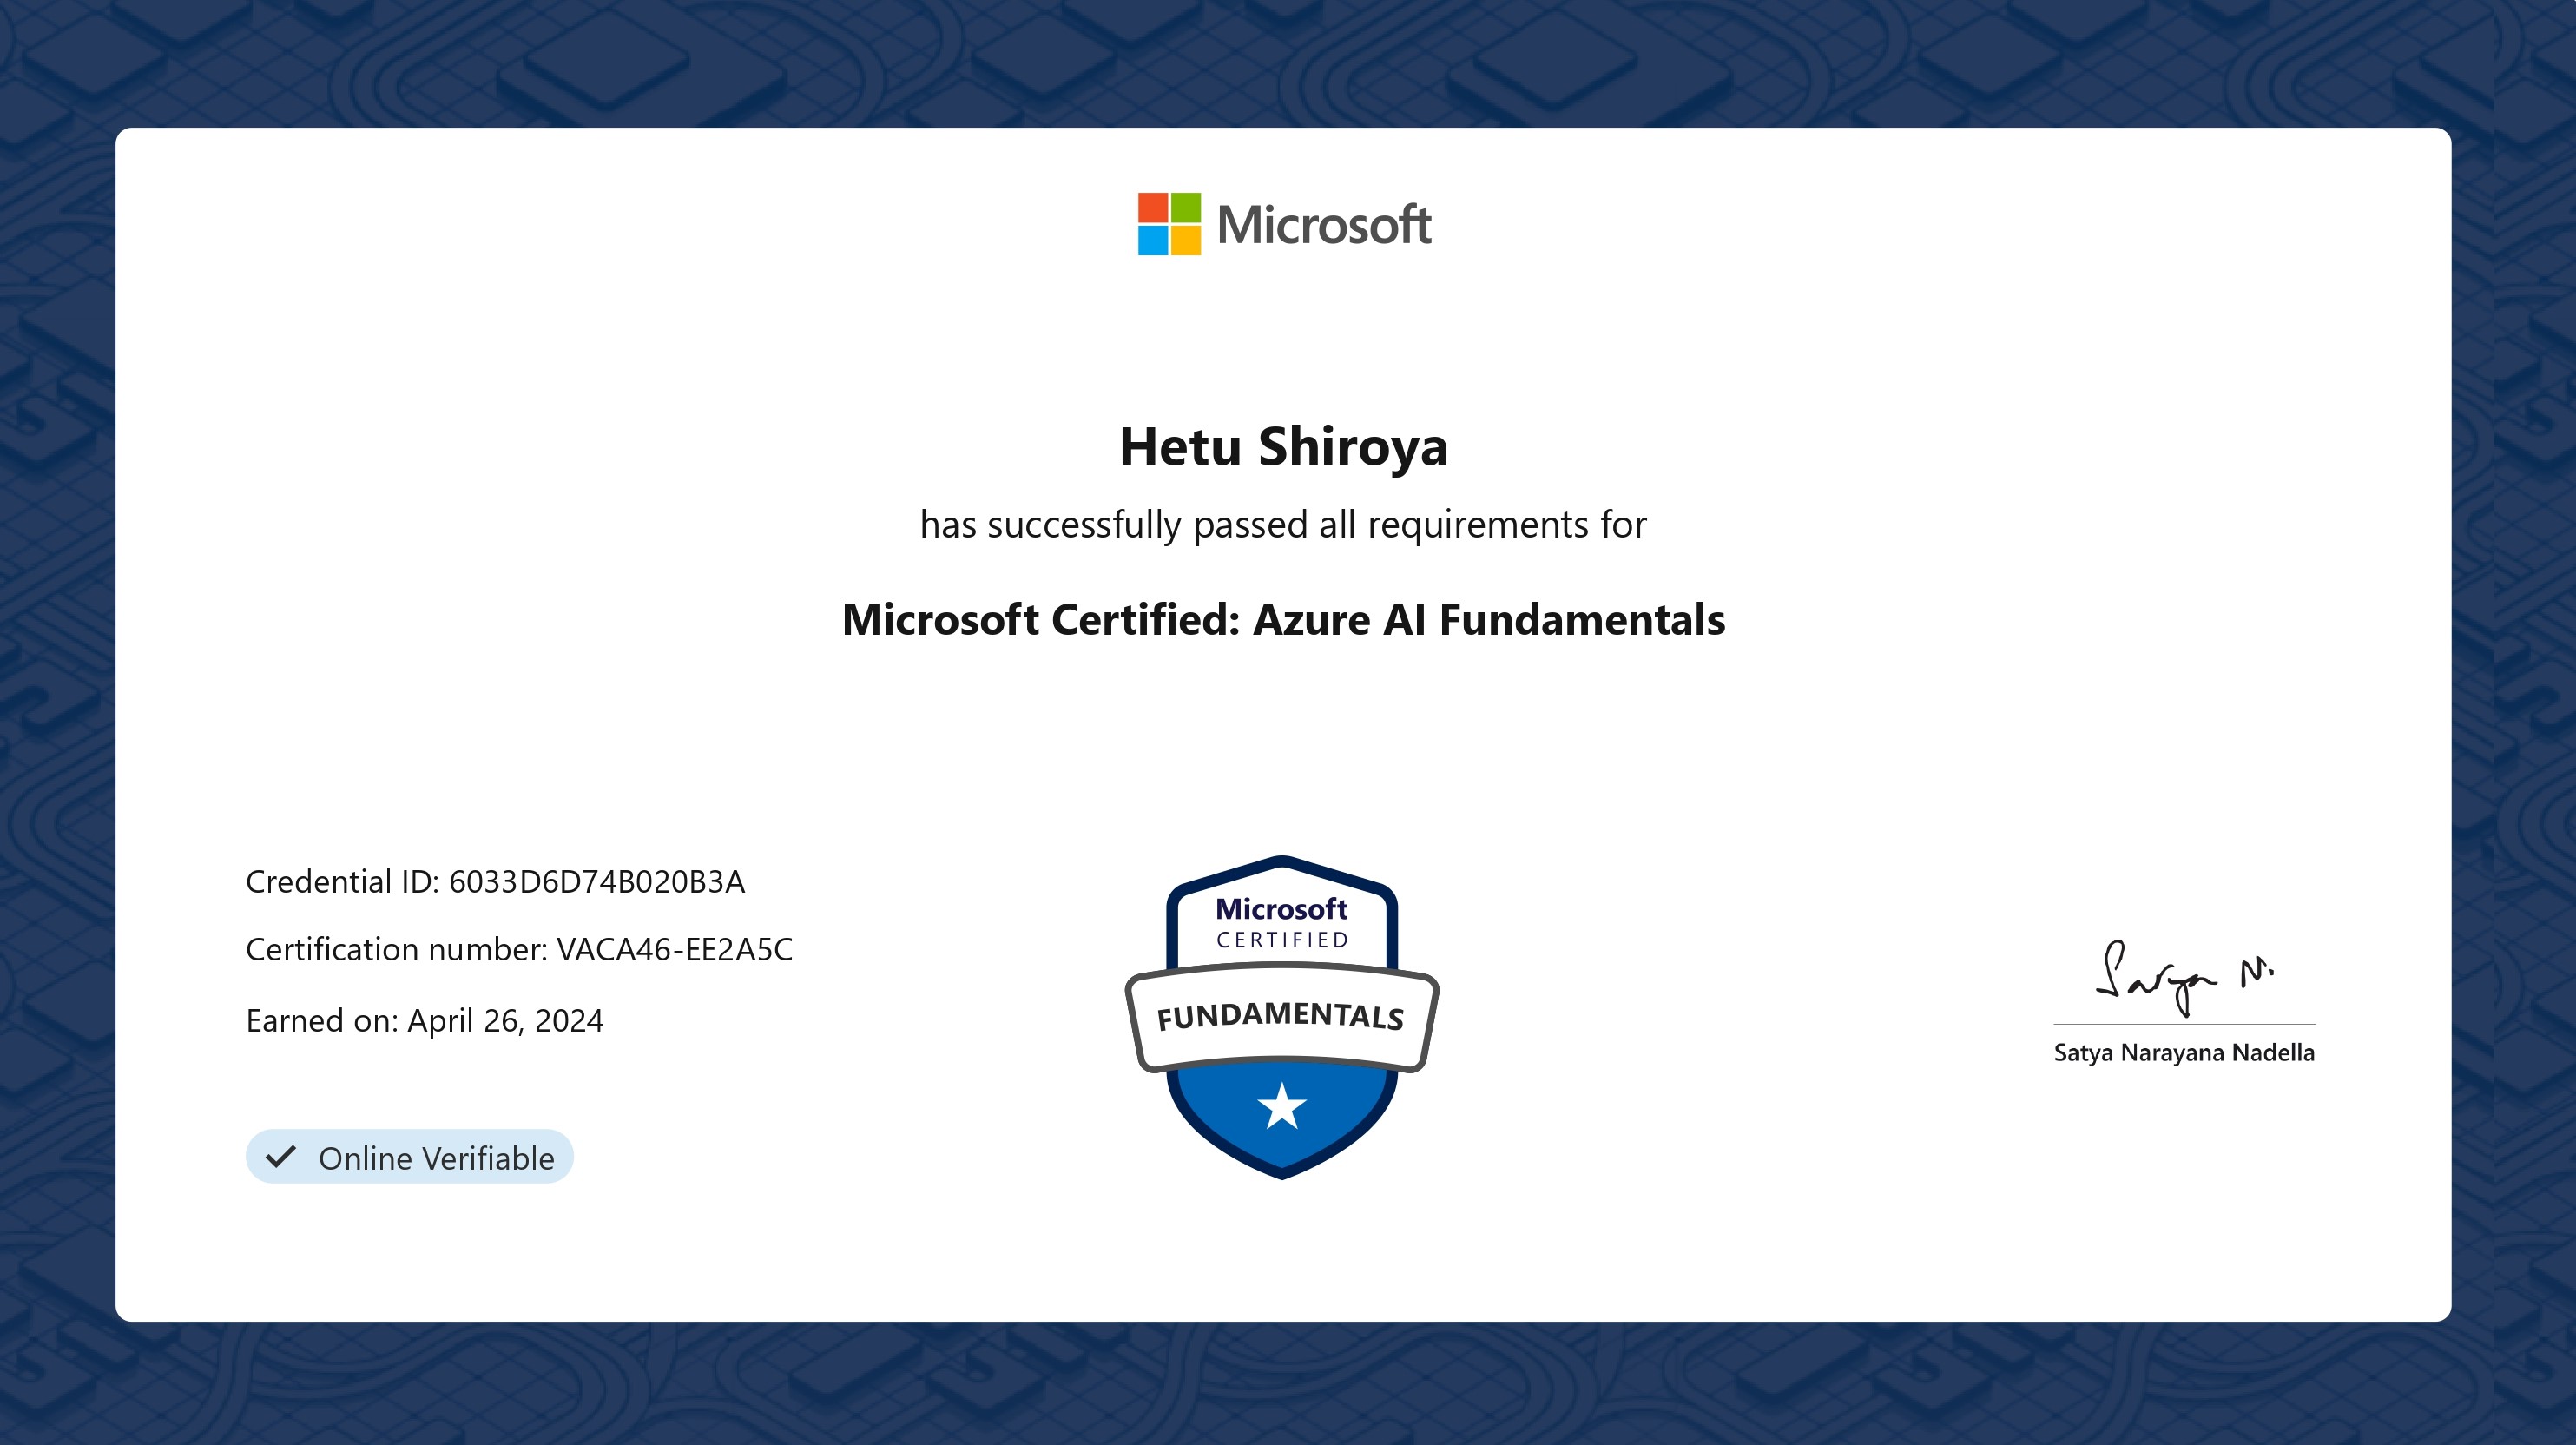 Microsoft
Hetu Shiroya
has successfully passed all requirements for
Microsoft Certified: Azure AI Fundamentals
Credential ID: 6033D6D74B020B3A
Certification number: VACA46-EE2A5C
Earned on: April 26, 2024
Online Verifiable
Microsoft
CERTIFIED
FUNDAMENTALS
Satya N.
Satya Narayana Nadella